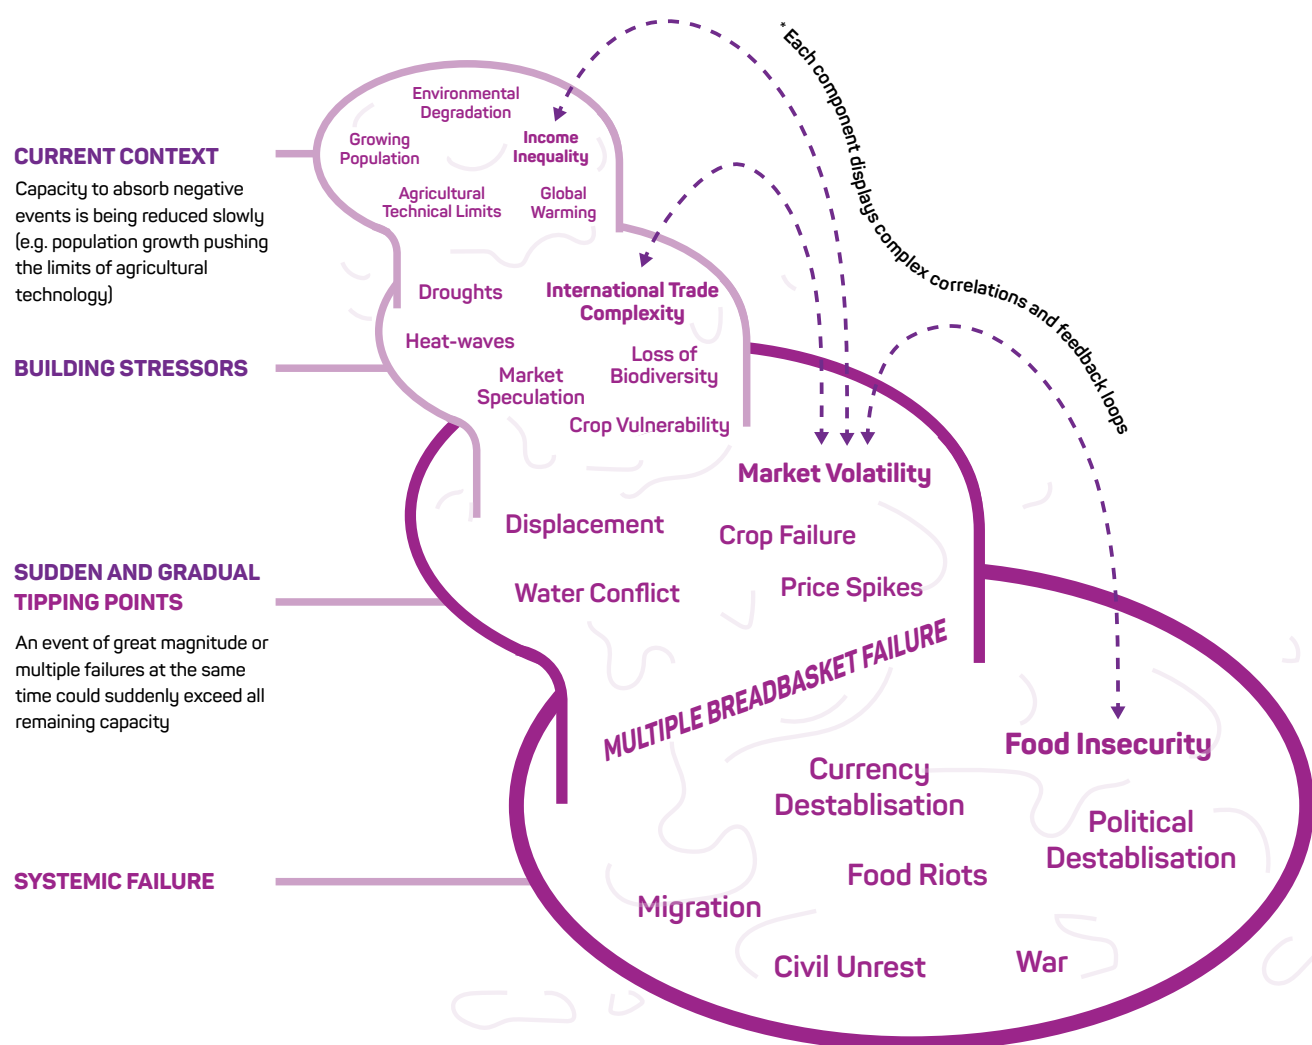 * Each component displays complex correlations and feedback loops
CURRENT CONTEXT
Capacity to absorb negative
events is being reduced slowly
(e.g. population growth pushing
the limits of agricultural
technology)
Environmental
Degradation
Growing
Population
Income
Inequality
Agricultural
Technical Limits
Global
Warming
BUILDING STRESSORS
Droughts
International Trade
Complexity
Heat-waves
Loss of
Biodiversity
Market
Speculation
Crop Vulnerability
SUDDEN AND GRADUAL
TIPPING POINTS
An event of great magnitude or
multiple failures at the same
time could suddenly exceed all
remaining capacity
Market Volatility
Displacement
Crop Failure
Water Conflict
Price Spikes
MULTIPLE BREADBASKET FAILURE
SYSTEMIC FAILURE
Food Insecurity
Currency
Destablisation
Political
Destablisation
Food Riots
Migration
Civil Unrest
War